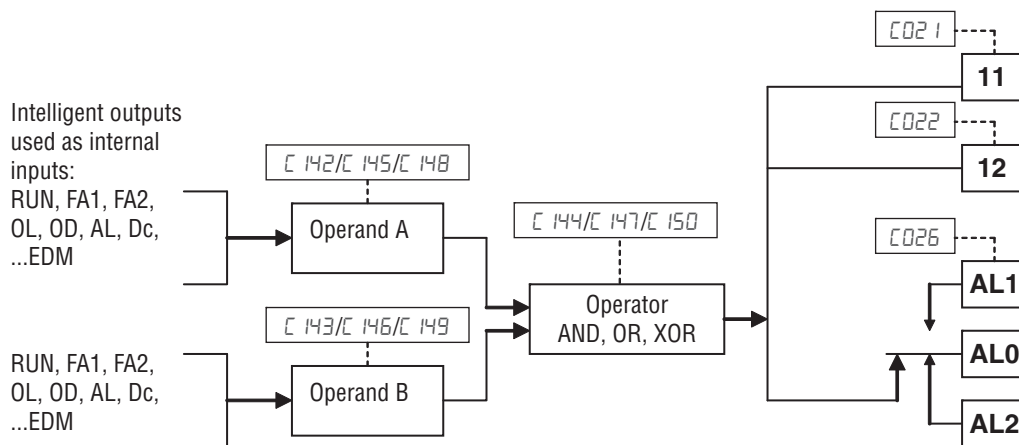 C021
11
Intelligent outputs
used as internal
inputs:
RUN, FA1, FA2,
OL, OD, AL, Dc,
...EDM
C022
12
C142/C145/C148
Operand A
C144/C147/C150
Operator
AND, OR, XOR
C026
AL1
AL0
AL2
C143/C146/C149
Operand B
RUN, FA1, FA2,
OL, OD, AL, Dc,
...EDM